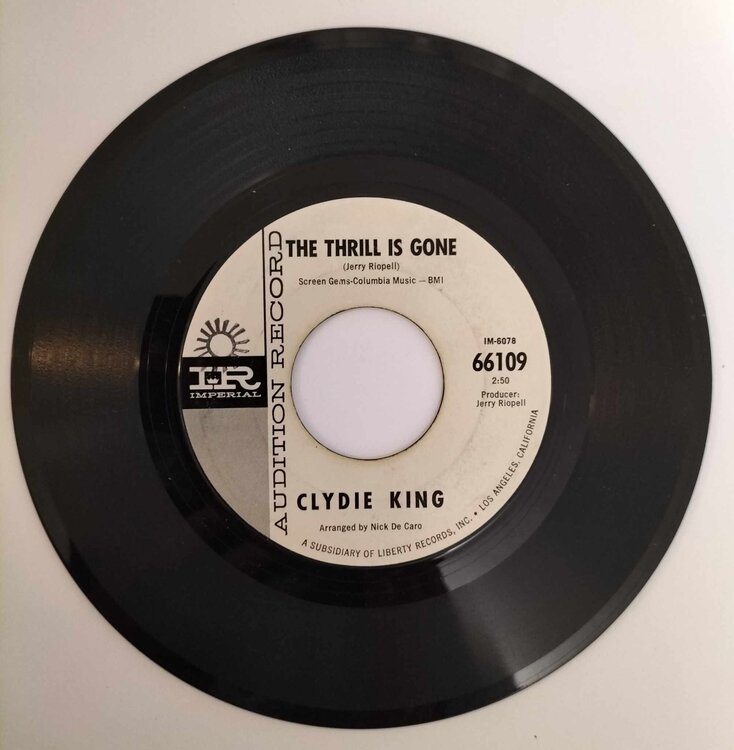 THE THRILL IS GONE
(Jerry Riopell)
Screen Gems-Columbia Music — BMI
AUDITION RECORD
IR
IMPERIAL
IM-6078
66109
2:50
Producer:
Jerry Riopell
CLYDIE KING
Arranged by Nick De Caro
A SUBSIDIARY OF LIBERTY RECORDS, INC. • LOS ANGELES, CALIFORNIA